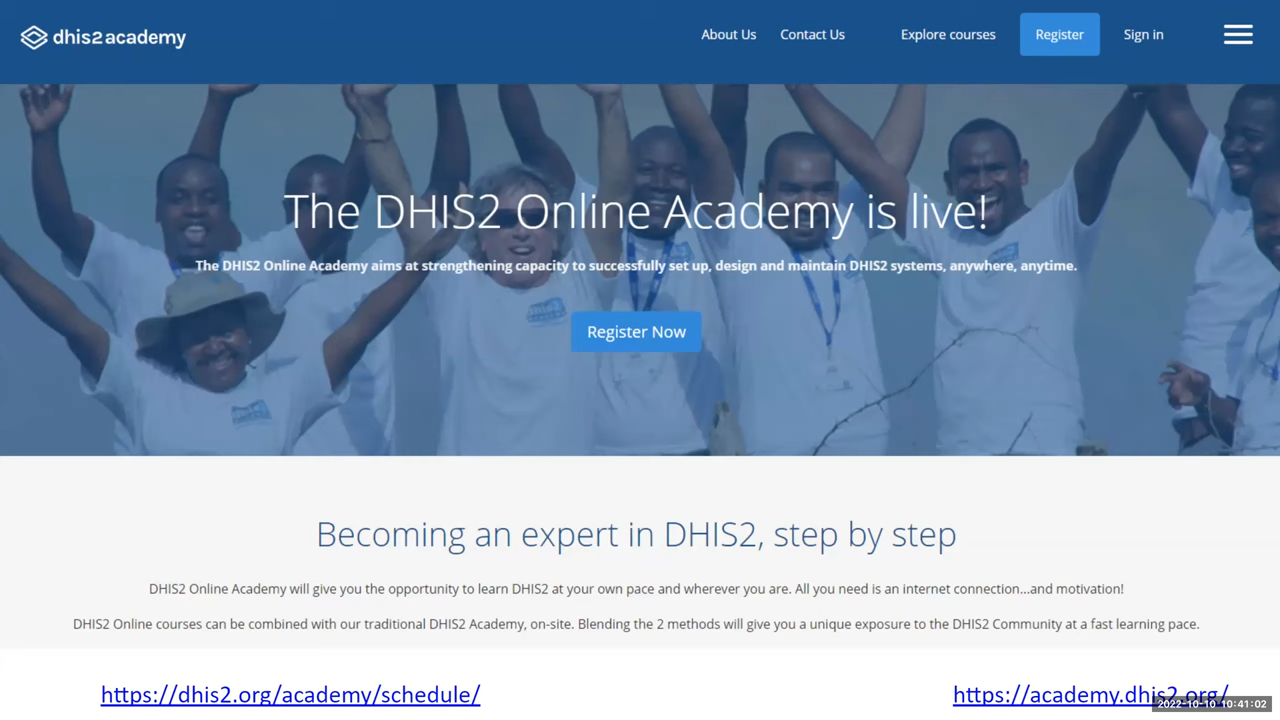 dhis2 academy
About Us
Contact Us
Explore courses
Register
Sign in
The DHIS2 Online Academy is live!
The DHIS2 Online Academy aims at strengthening capacity to successfully set up, design and maintain DHIS2 systems, anywhere, anytime.
Register Now
Becoming an expert in DHIS2, step by step
DHIS2 Online Academy will give you the opportunity to learn DHIS2 at your own pace and wherever you are. All you need is an internet connection...and motivation!
DHIS2 Online courses can be combined with our traditional DHIS2 Academy, on-site. Blending the 2 methods will give you a unique exposure to the DHIS2 Community at a fast learning pace.
https://dhis2.org/academy/schedule/
https://academy.dhis2.org/
2022-10-10 10:41:02